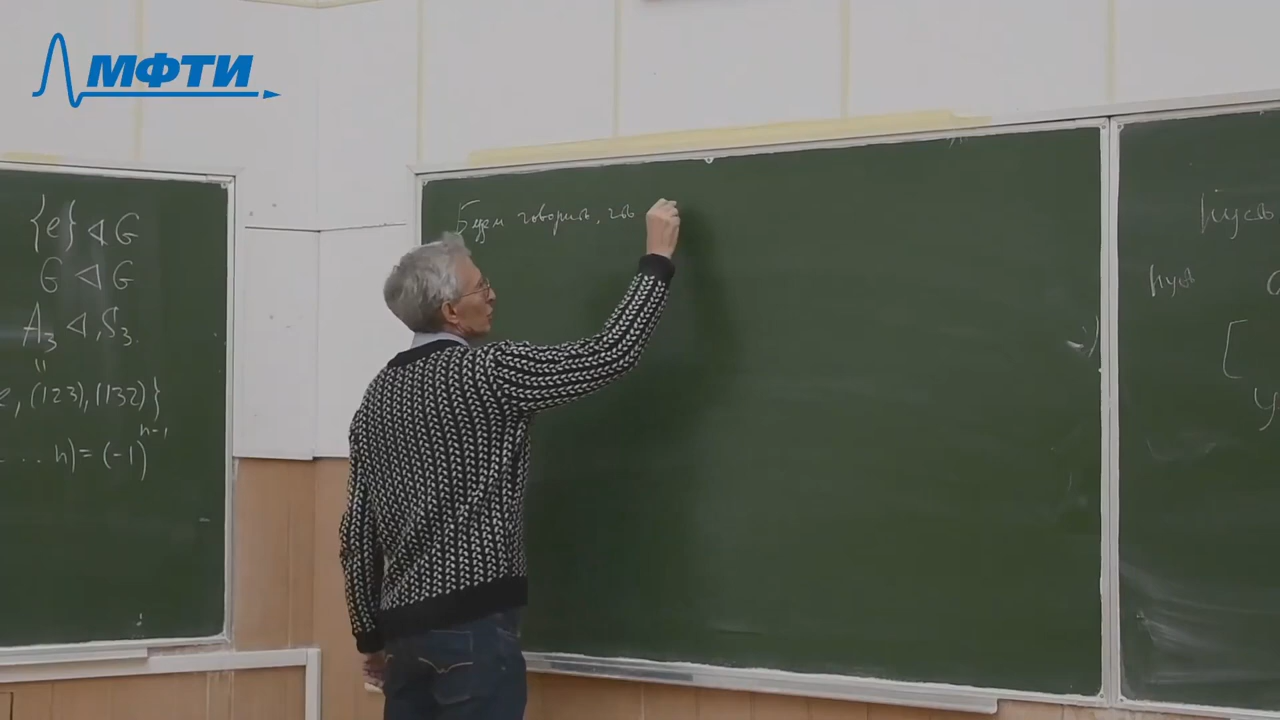 МФТИ
{e} ⊲ G
G ⊲ G
A₃ ⊲ S₃
"
e, (123), (132)}
... n) = (-1)ⁿ⁻¹
Будем говорить, что
Пусть
Пусть
[